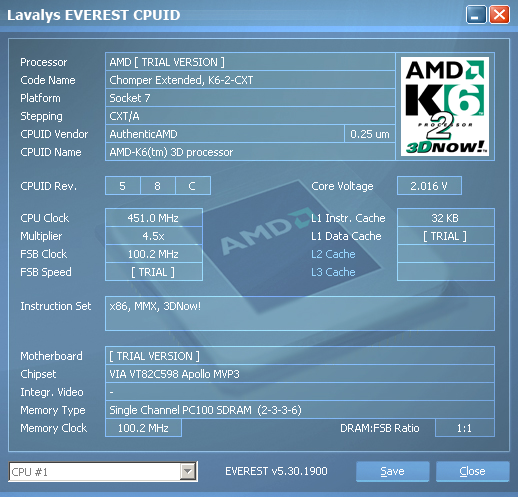 Lavalys EVEREST CPUID
Processor AMD [ TRIAL VERSION ]
Code Name Chomper Extended, K6-2-CXT
Platform Socket 7
Stepping CXT/A
CPUID Vendor AuthenticAMD 0.25 um
CPUID Name AMD-K6(tm) 3D processor
AMD
K6
PROCESSOR
2
3DNow!™
CPUID Rev. 5 8 C Core Voltage 2.016 V
CPU Clock 451.0 MHz L1 Instr. Cache 32 KB
Multiplier 4.5x L1 Data Cache [ TRIAL ]
FSB Clock 100.2 MHz L2 Cache
FSB Speed [ TRIAL ] L3 Cache
AMD
Instruction Set x86, MMX, 3DNow!
Motherboard [ TRIAL VERSION ]
Chipset VIA VT82C598 Apollo MVP3
Integr. Video -
Memory Type Single Channel PC100 SDRAM (2-3-3-6)
Memory Clock 100.2 MHz DRAM:FSB Ratio 1:1
CPU #1 EVEREST v5.30.1900 Save Close